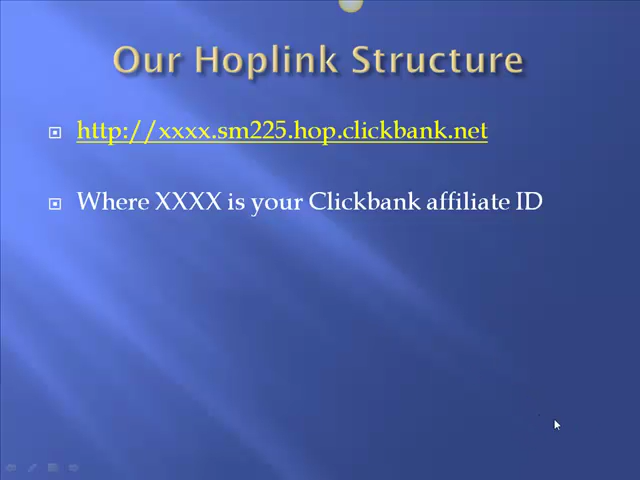 Our Hoplink Structure
http://xxxx.sm225.hop.clickbank.net
Where XXXX is your Clickbank affiliate ID